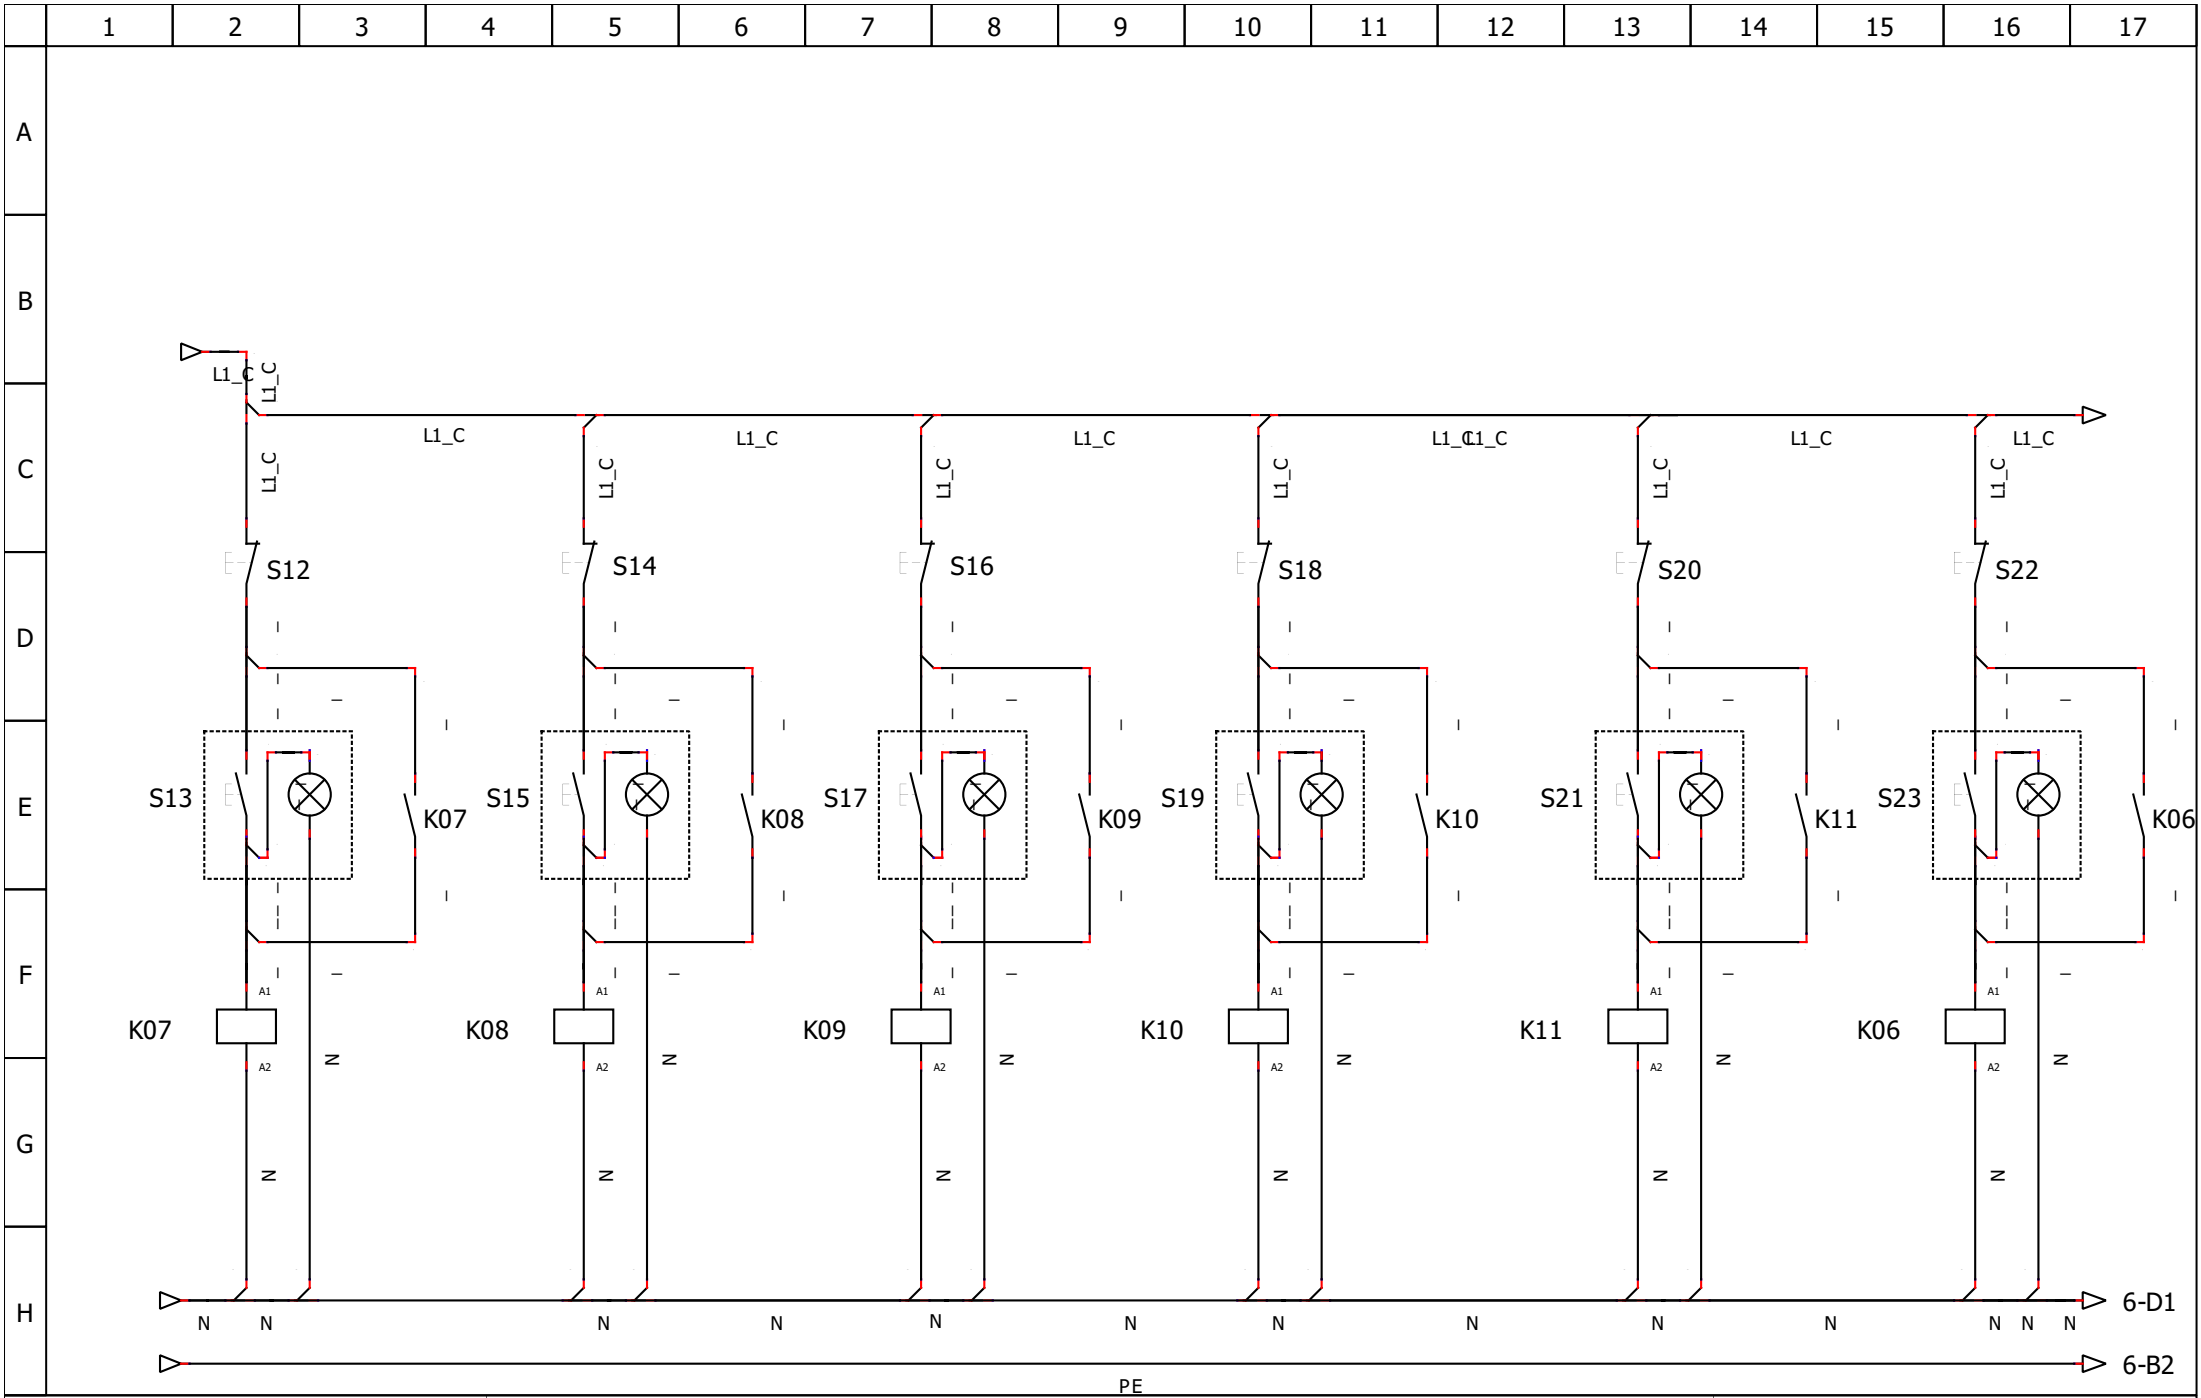 1 2 3 4 5 6 7 8 9 10 11 12 13 14 15 16 17
A
B
L1_C L1_C
L1_C L1_C L1_C L1_C L1_C L1_C L1_C
C
L1_C L1_C L1_C L1_C L1_C L1_C
S12 S14 S16 S18 S20 S22
D
S13 S15 S17 S19 S21 S23
E
K07 K08 K09 K10 K11 K06
F
A1 A1 A1 A1 A1 A1
K07 K08 K09 K10 K11 K06
N N N N N N
A2 A2 A2 A2 A2 A2
G
N N N N N N
6-D1
H
N N N N N N N N N N N N
6-B2
PE